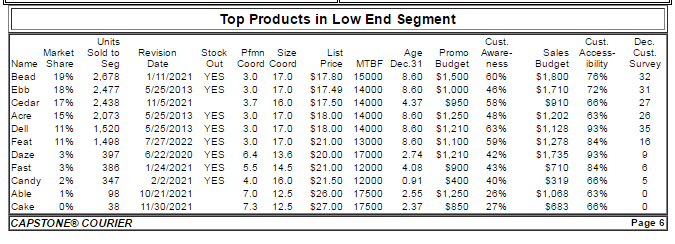 Top Products in Low End Segment
Units Cust. Cust. Dec.
Market Sold to Revision Stock Pfmn Size List Age Promo Aware- Sales Access- Cust.
Name Share Seg Date Out Coord Coord Price MTBF Dec.31 Budget ness Budget ibility Survey
Bead 19% 2,678 1/11/2021 YES 3.0 17.0 $17.80 15000 8.60 $1,500 60% $1,800 76% 32
Ebb 18% 2,477 5/25/2013 YES 3.0 17.0 $17.49 14000 8.60 $1,000 46% $1,710 72% 31
Cedar 17% 2,438 11/5/2021 3.7 16.0 $17.50 14000 4.37 $950 58% $910 66% 27
Acre 15% 2,073 5/25/2013 YES 3.0 17.0 $18.00 14000 8.60 $1,250 48% $1,202 63% 26
Dell 11% 1,520 5/25/2013 YES 3.0 17.0 $18.00 14000 8.60 $1,210 63% $1,128 93% 35
Feat 11% 1,498 7/27/2022 YES 3.0 17.0 $21.00 13000 8.60 $1,100 59% $1,278 84% 16
Daze 3% 397 6/22/2020 YES 6.4 13.6 $20.00 17000 2.74 $1,210 42% $1,735 93% 9
Fast 3% 386 1/24/2021 YES 5.5 14.5 $21.00 12000 4.08 $900 43% $710 84% 6
Candy 2% 347 2/2/2021 YES 4.0 16.0 $21.50 12000 0.91 $400 40% $319 66% 5
Able 1% 98 10/21/2021 7.0 12.5 $26.00 17500 2.55 $1,250 26% $1,068 63% 0
Cake 0% 38 11/30/2021 7.3 12.5 $27.00 17500 2.37 $850 27% $683 66% 0
CAPSTONE® COURIER Page 6